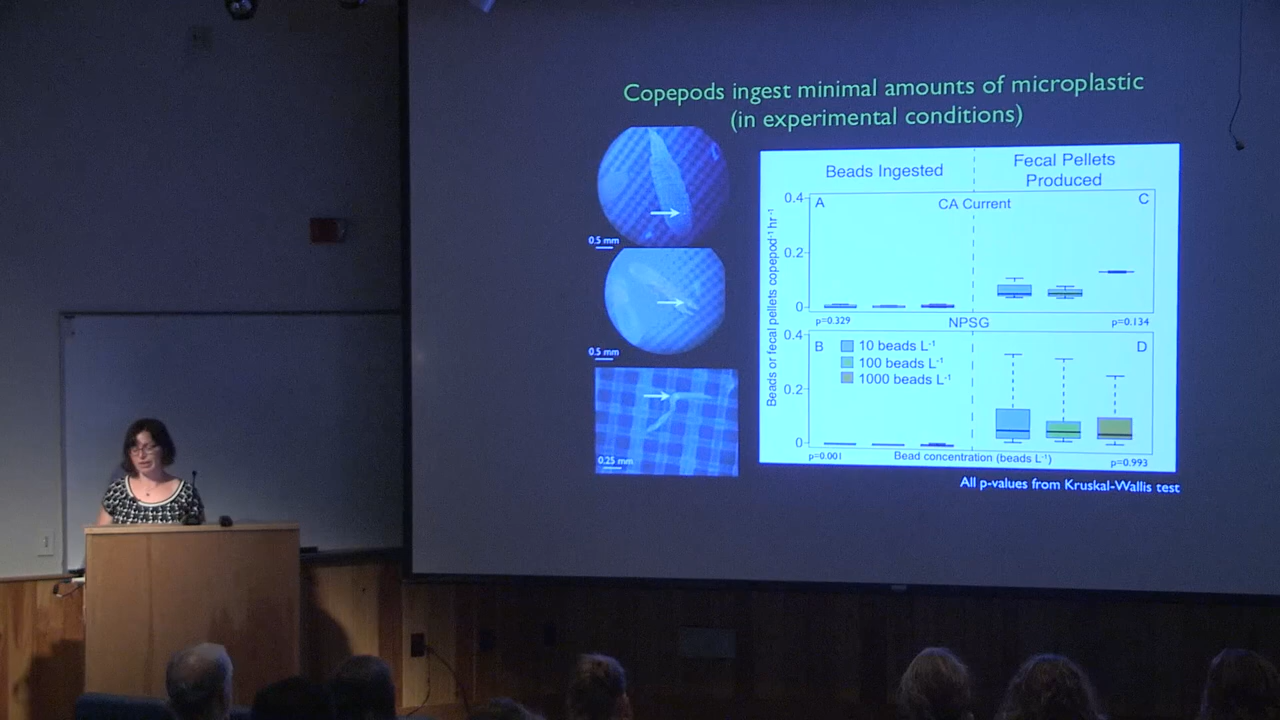 Copepods ingest minimal amounts of microplastic
(in experimental conditions)
0.5 mm
0.5 mm
0.25 mm
Beads Ingested
Fecal Pellets
Produced
Beads or fecal pellets copepod⁻¹ hr⁻¹
0.4
0.2
0
A
CA Current
C
p=0.329
NPSG
p=0.134
0.4
0.2
0
B
10 beads L⁻¹
100 beads L⁻¹
1000 beads L⁻¹
D
p=0.001
Bead concentration (beads L⁻¹)
p=0.993
All p-values from Kruskal-Wallis test